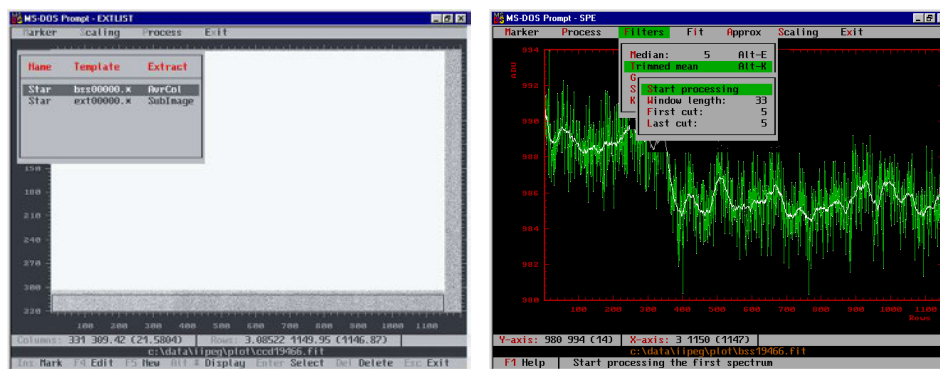 MS-DOS Prompt - EXTLIST
Marker Scaling Process Exit
Name Template Extract
Star bss00000.x AvrCol
Star ext00000.x SubImage
150
180
210
240
270
300
330
100 200 300 400 500 600 700 800 900 1000 1100
Columns: 331 309.42 (21.5804) Rows: 3.08522 1149.95 (1146.87)
c:\data\lipeg\plot\ccd19466.fit
Ins Mark F4 Edit F5 New Alt # Display Enter Select Del Delete Esc Exit
MS-DOS Prompt - SPE
Marker Process Filters Fit Approx Scaling Exit
994
ADU
992
990
988
986
984
982
980
Median: 5 Alt-E
Trimmed mean Alt-K
G
S
K
Start processing
Window length: 33
First cut: 5
Last cut: 5
100 200 300 400 500 600 700 800 900 1000 1100
Rows
Y-axis: 980 994 (14) X-axis: 3 1150 (1147)
c:\data\lipeg\plot\bss19466.fit
F1 Help Start processing the first spectrum